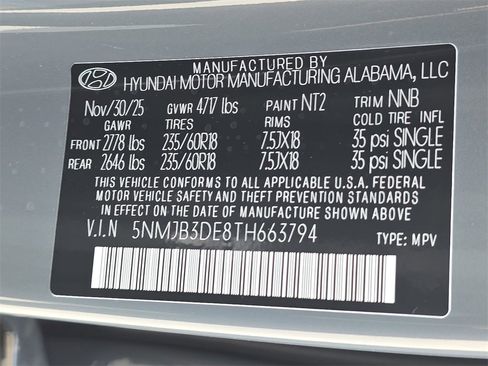 MANUFACTURED BY
HYUNDAI MOTOR MANUFACTURING ALABAMA, LLC
Nov/30/25 GVWR 4717 lbs PAINT NT2 TRIM NNB
GAWR TIRES RIMS COLD TIRE INFL
FRONT 2778 lbs 235/60R18 7.5JX18 35 psi SINGLE
REAR 2646 lbs 235/60R18 7.5JX18 35 psi SINGLE
THIS VEHICLE CONFORMS TO ALL APPLICABLE U.S.A. FEDERAL
MOTOR VEHICLE SAFETY AND THEFT PREVENTION STANDARDS
IN EFFECT ON THE DATE OF MANUFACTURE SHOWN ABOVE.
V.I.N 5NMJB3DE8TH663794 TYPE: MPV